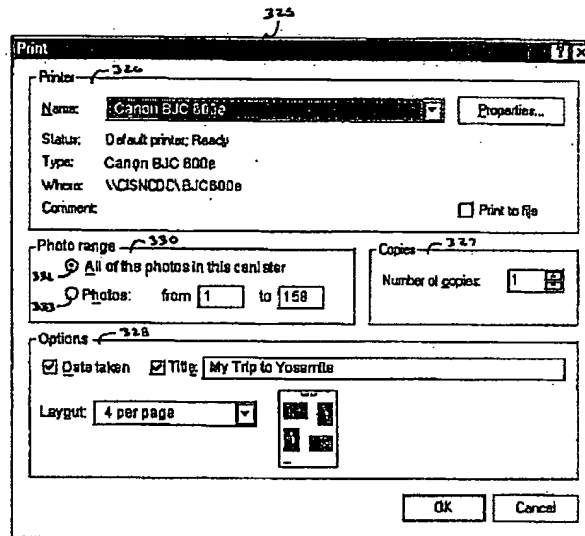 325
Print
Printer 326
Name: Canon BJC 600e Properties...
Status: Default printer; Ready
Type: Canon BJC 600e
Where: \\CISNCDC\BJC600e
Comment: Print to file
Photo range 330
331 All of the photos in this canister
333 Photos: from 1 to 158
Copies 327
Number of copies: 1
Options 328
Date taken Title: My Trip to Yosemite
Layout: 4 per page
OK Cancel